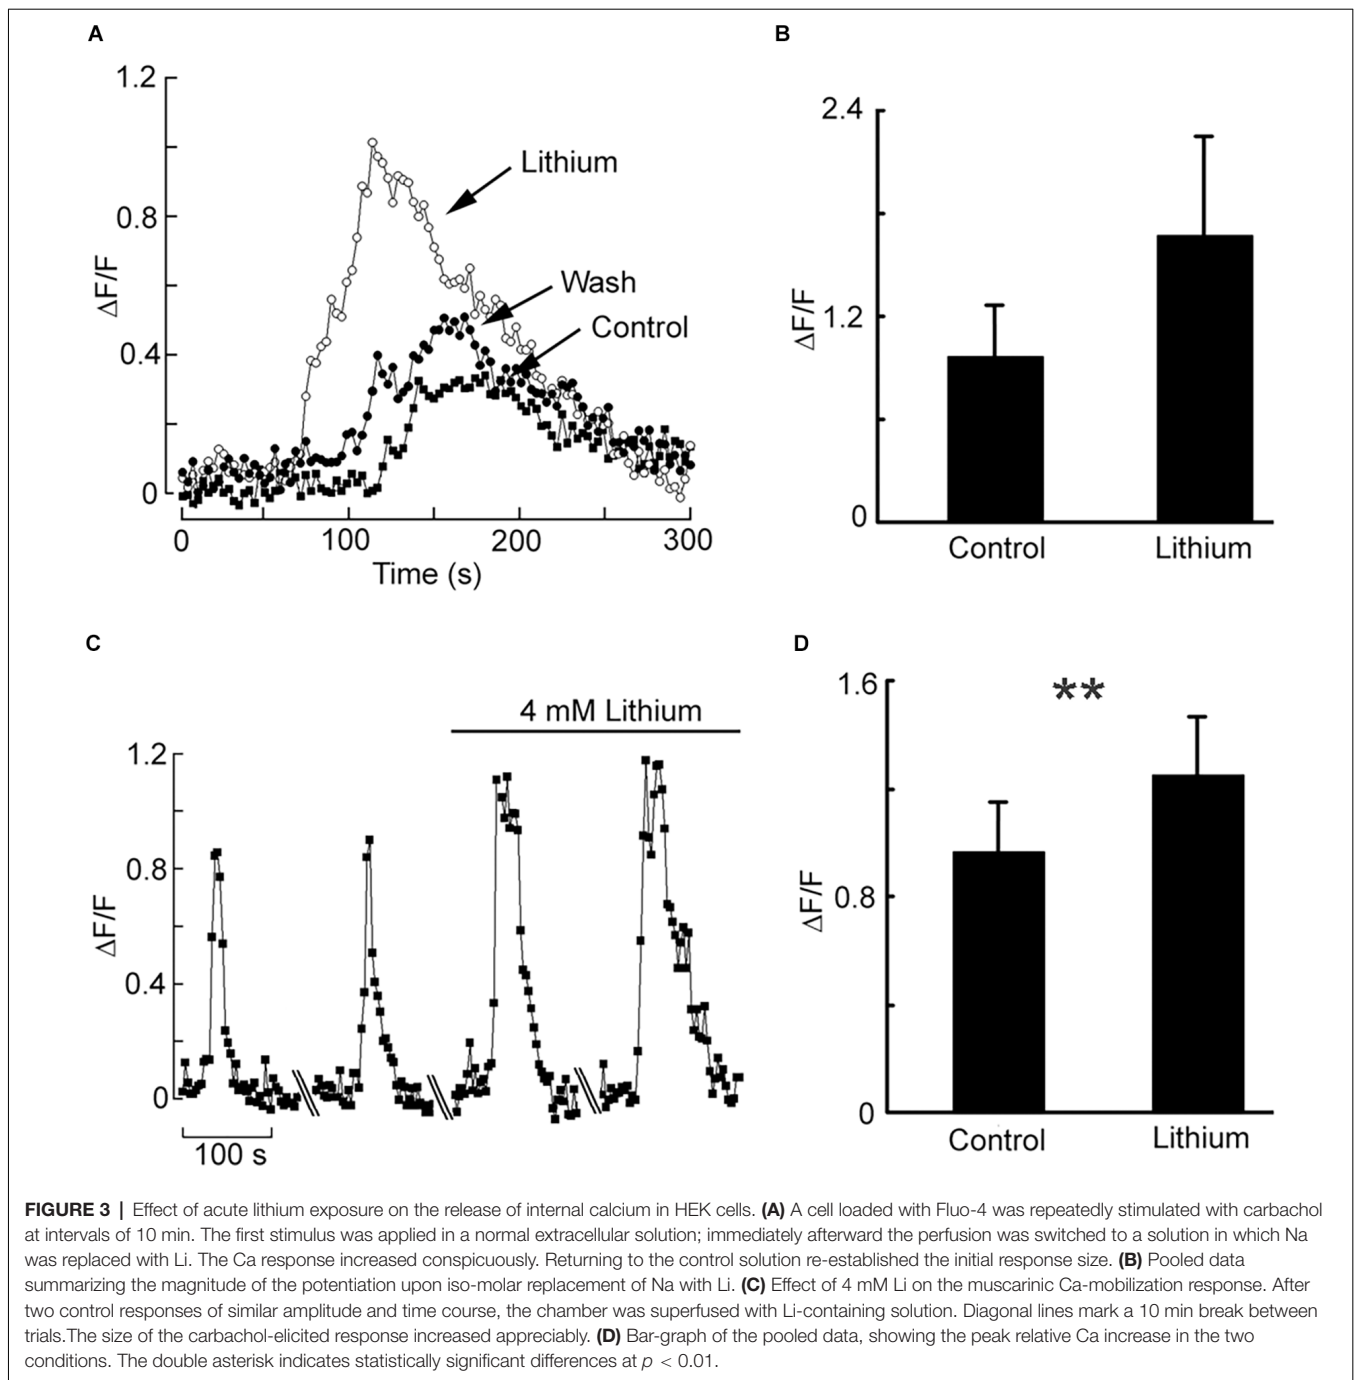 A
1.2
0.8
0.4
0
ΔF/F
Lithium
Wash
Control
0 100 200 300
Time (s)
B
2.4
1.2
0
ΔF/F
Control Lithium
C
1.2
0.8
0.4
0
ΔF/F
4 mM Lithium
100 s
D
1.6
0.8
0
ΔF/F
**
Control Lithium
FIGURE 3 | Effect of acute lithium exposure on the release of internal calcium in HEK cells. (A) A cell loaded with Fluo-4 was repeatedly stimulated with carbachol
at intervals of 10 min. The first stimulus was applied in a normal extracellular solution; immediately afterward the perfusion was switched to a solution in which Na
was replaced with Li. The Ca response increased conspicuously. Returning to the control solution re-established the initial response size. (B) Pooled data
summarizing the magnitude of the potentiation upon iso-molar replacement of Na with Li. (C) Effect of 4 mM Li on the muscarinic Ca-mobilization response. After
two control responses of similar amplitude and time course, the chamber was superfused with Li-containing solution. Diagonal lines mark a 10 min break between
trials.The size of the carbachol-elicited response increased appreciably. (D) Bar-graph of the pooled data, showing the peak relative Ca increase in the two
conditions. The double asterisk indicates statistically significant differences at p < 0.01.